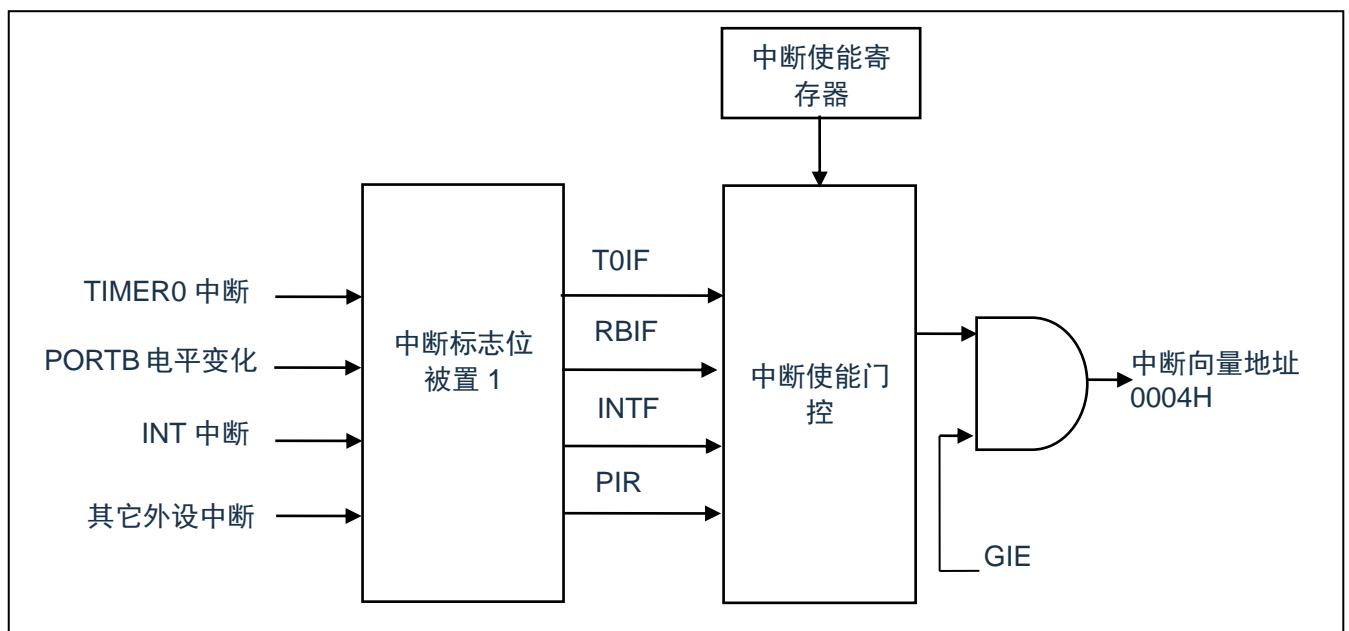 中断使能寄
存器
TIMER0 中断
PORTB 电平变化
INT 中断
其它外设中断
中断标志位
被置 1
T0IF
RBIF
INTF
PIR
中断使能门
控
中断向量地址
0004H
GIE